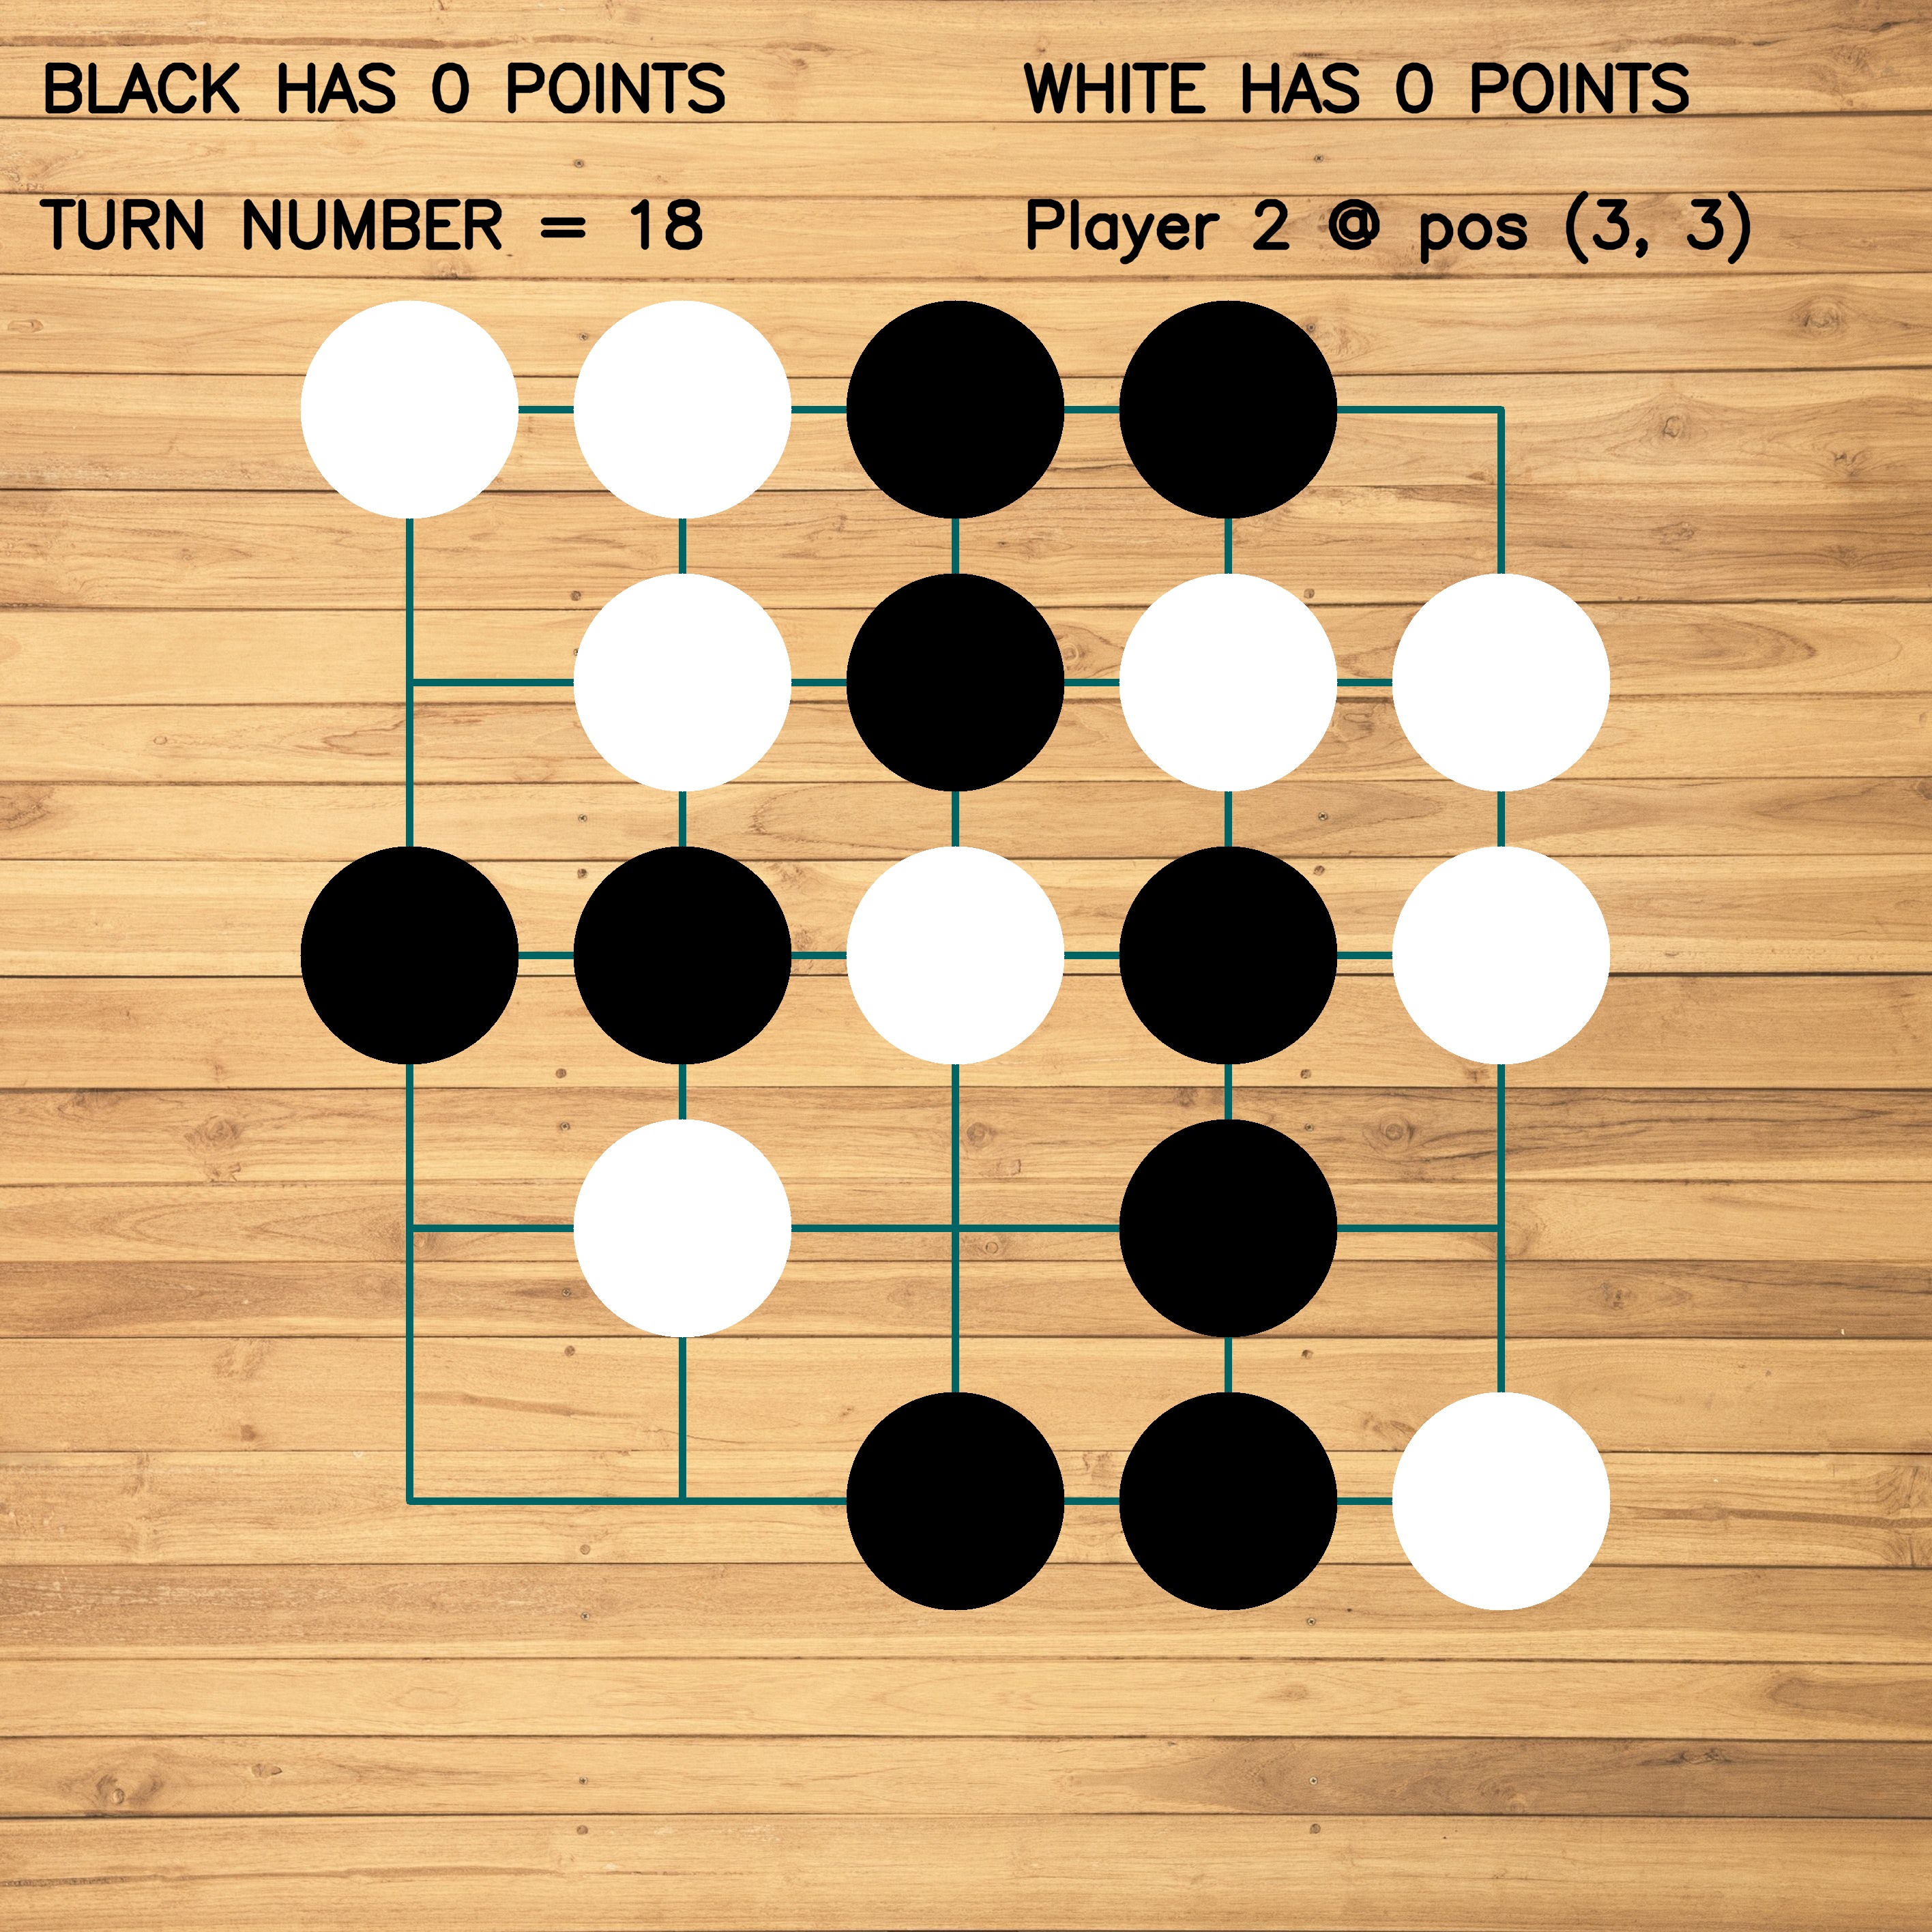 BLACK HAS 0 POINTS
WHITE HAS 0 POINTS
TURN NUMBER = 18
Player 2 @ pos (3, 3)